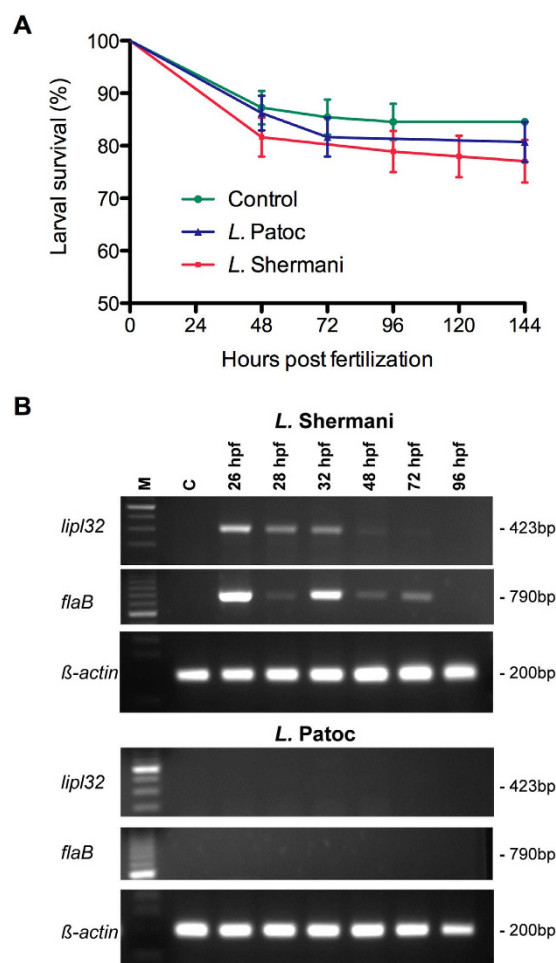 A
Larval survival (%)
100
90
80
70
60
50
Control
L. Patoc
L. Shermani
0 24 48 72 96 120 144
Hours post fertilization
B
L. Shermani
M C 26 hpf 28 hpf 32 hpf 48 hpf 72 hpf 96 hpf
lipl32 - 423bp
flaB - 790bp
ß-actin - 200bp
L. Patoc
lipl32 - 423bp
flaB - 790bp
ß-actin - 200bp